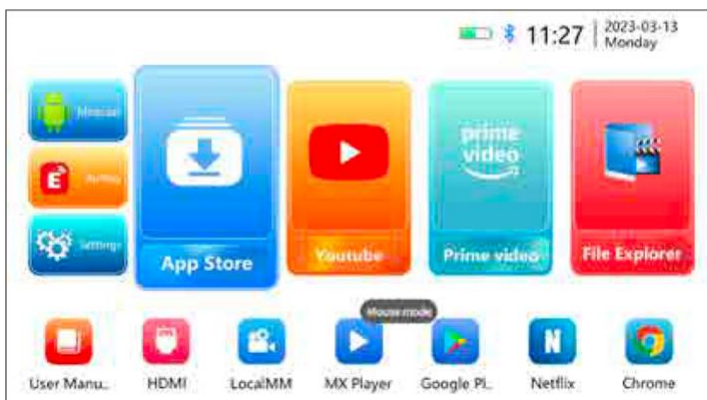 11:27
2023-03-13
Monday
Miracast
E
Settings
App Store
Youtube
prime
video
Prime video
File Explorer
Mouse mode
User Manu..
HDMI
LocalMM
MX Player
Google Pl..
N
Netflix
Chrome